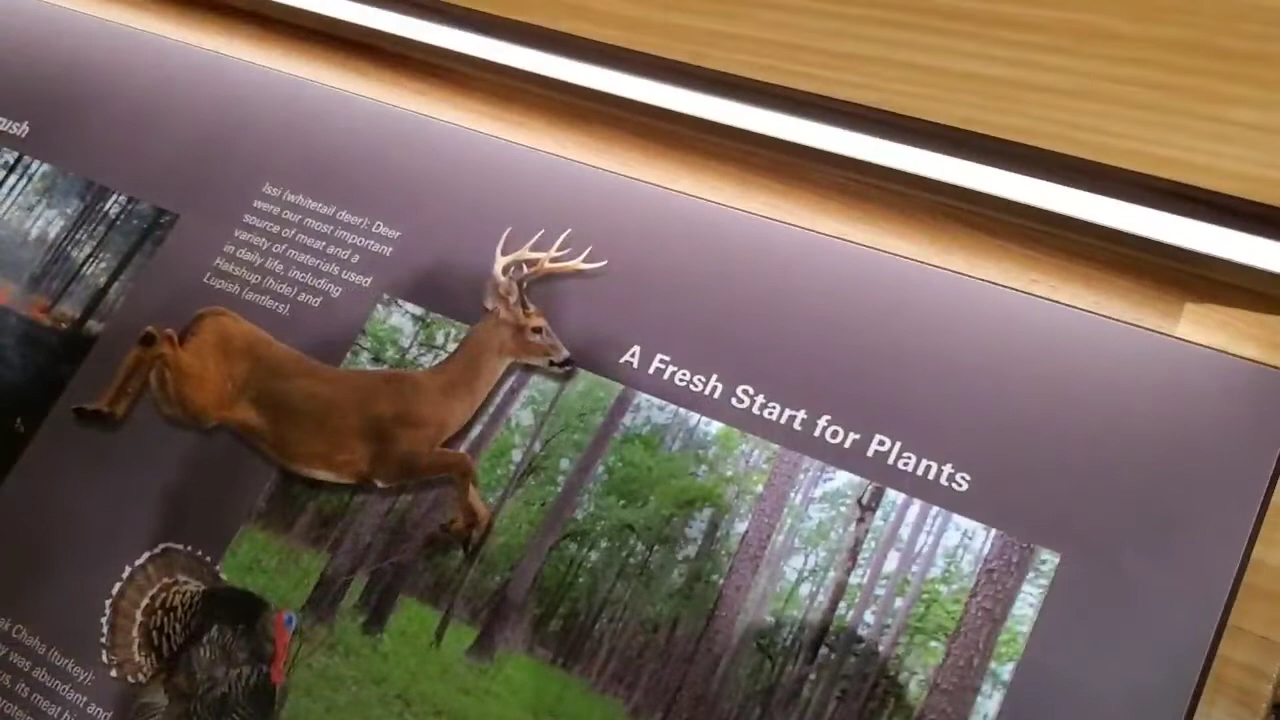 Issi (whitetail deer): Deer
were our most important
source of meat and a
variety of materials used
in daily life, including
Hakshup (hide) and
Lupish (antlers).
A Fresh Start for Plants
Chaha (turkey):
was abundant and
its meat